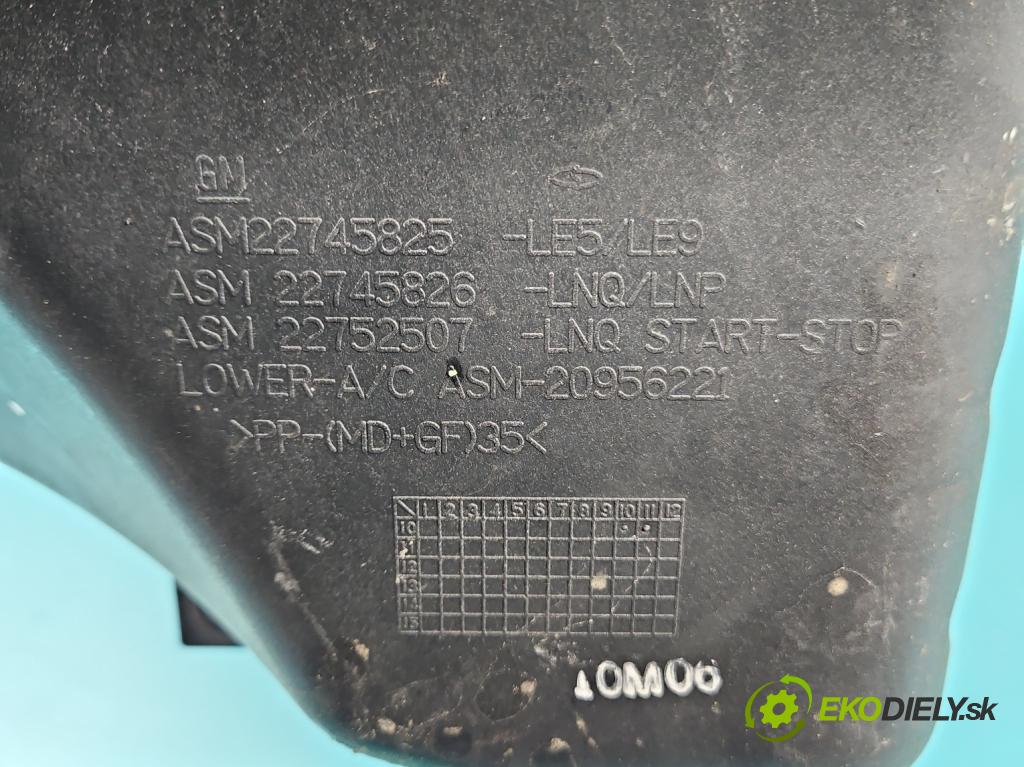 GM
ASM22745825 -LE5/LE9
ASM 22745826 -LNQ/LNP
ASM 22752507 -LNQ START-STOP
LOWER-A/C ASM-20956221
>PP-(MD+GF)35<
1 2 3 4 5 6 7 8 9 10 11 12
10
11
12
13
14
15
10M06
EKODIELY.sk